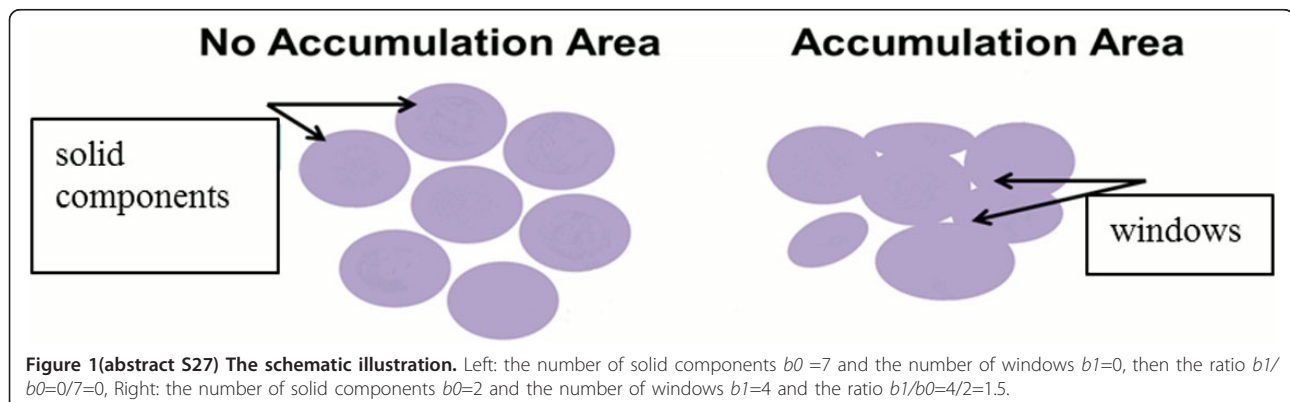 No Accumulation Area
Accumulation Area
solid
components
windows
Figure 1(abstract S27) The schematic illustration. Left: the number of solid components b0 =7 and the number of windows b1=0, then the ratio b1/
b0=0/7=0, Right: the number of solid components b0=2 and the number of windows b1=4 and the ratio b1/b0=4/2=1.5.